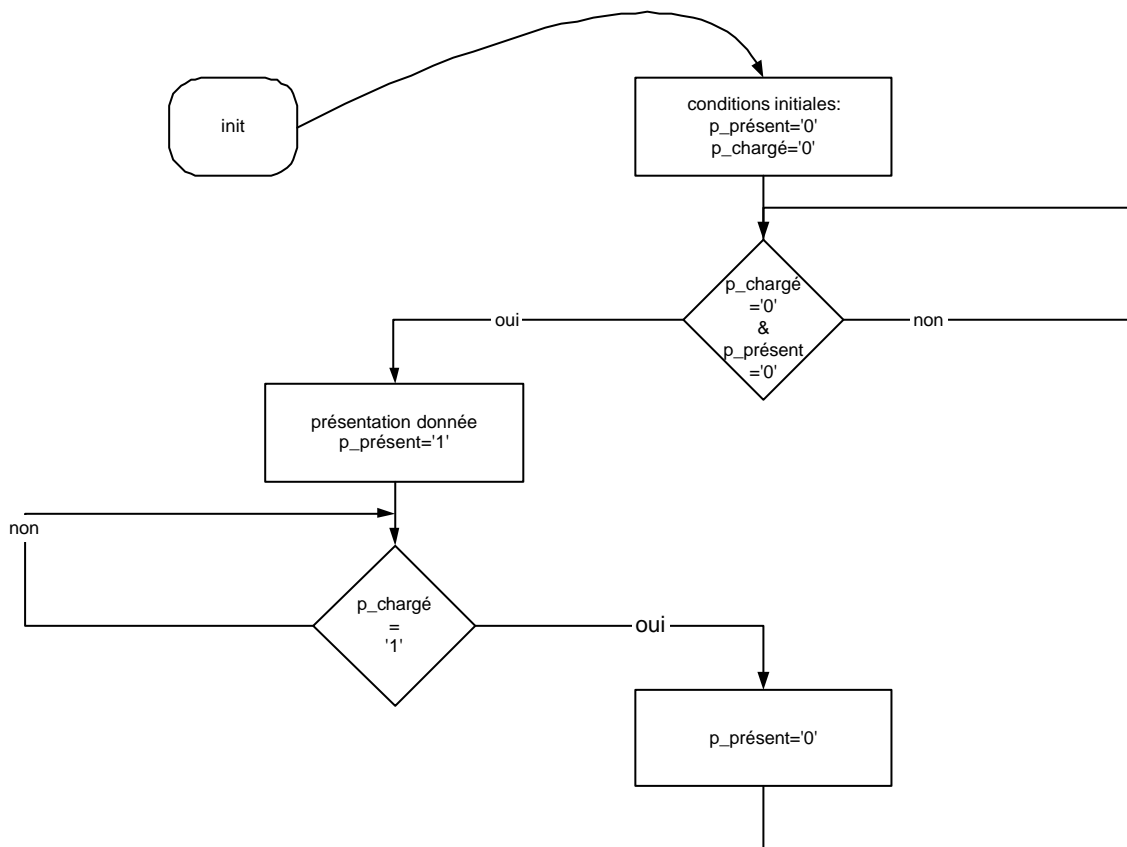 init
conditions initiales:
p_présent='0'
p_chargé='0'
p_chargé
='0'
&
p_présent
='0'
oui
non
présentation donnée
p_présent='1'
non
p_chargé
=
'1'
oui
p_présent='0'